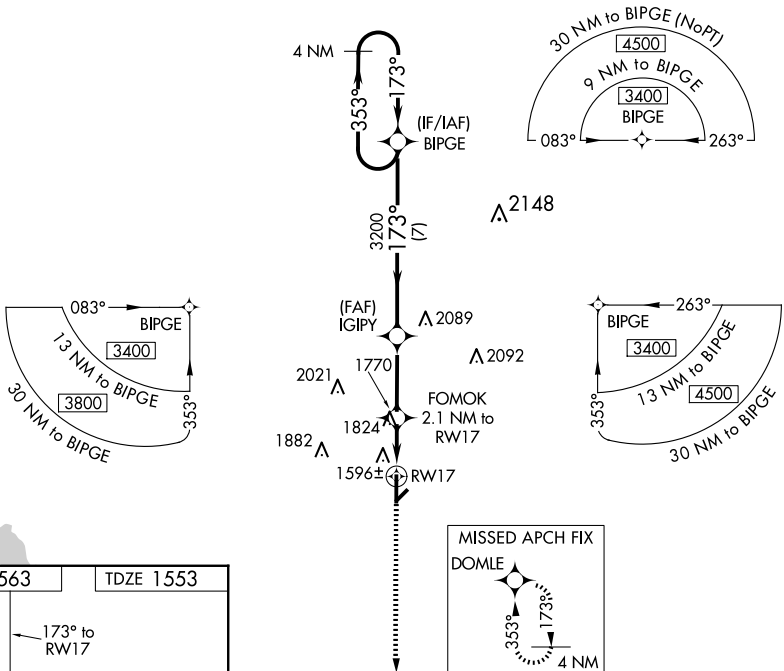 4 NM
353°
173°
(IF/IAF)
BIPGE
30 NM to BIPGE (NoPT)
4500
9 NM to BIPGE
3400
BIPGE
083°
263°
3200
173°
(7)
2148
083°
BIPGE
3400
13 NM to BIPGE
3800
30 NM to BIPGE
353°
(FAF)
IGIPY
2089
2092
2021
1770
FOMOK
2.1 NM to
RW17
1824
1882
1596±
RW17
263°
BIPGE
3400
13 NM to BIPGE
4500
30 NM to BIPGE
353°
563
TDZE 1553
173° to
RW17
MISSED APCH FIX
DOMLE
353°
173°
4 NM